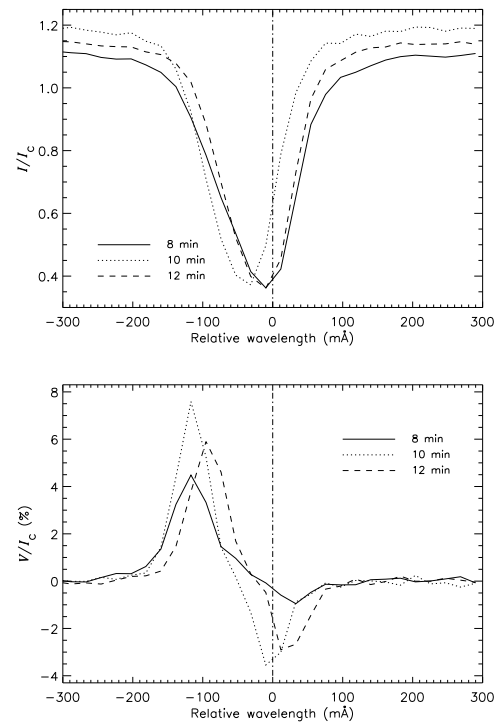 1.2
1.0
0.8
0.6
0.4
I/I_C
8 min
10 min
12 min
-300 -200 -100 0 100 200 300
Relative wavelength (mÅ)
8
6
4
2
0
-2
-4
V/I_C (%)
8 min
10 min
12 min
-300 -200 -100 0 100 200 300
Relative wavelength (mÅ)